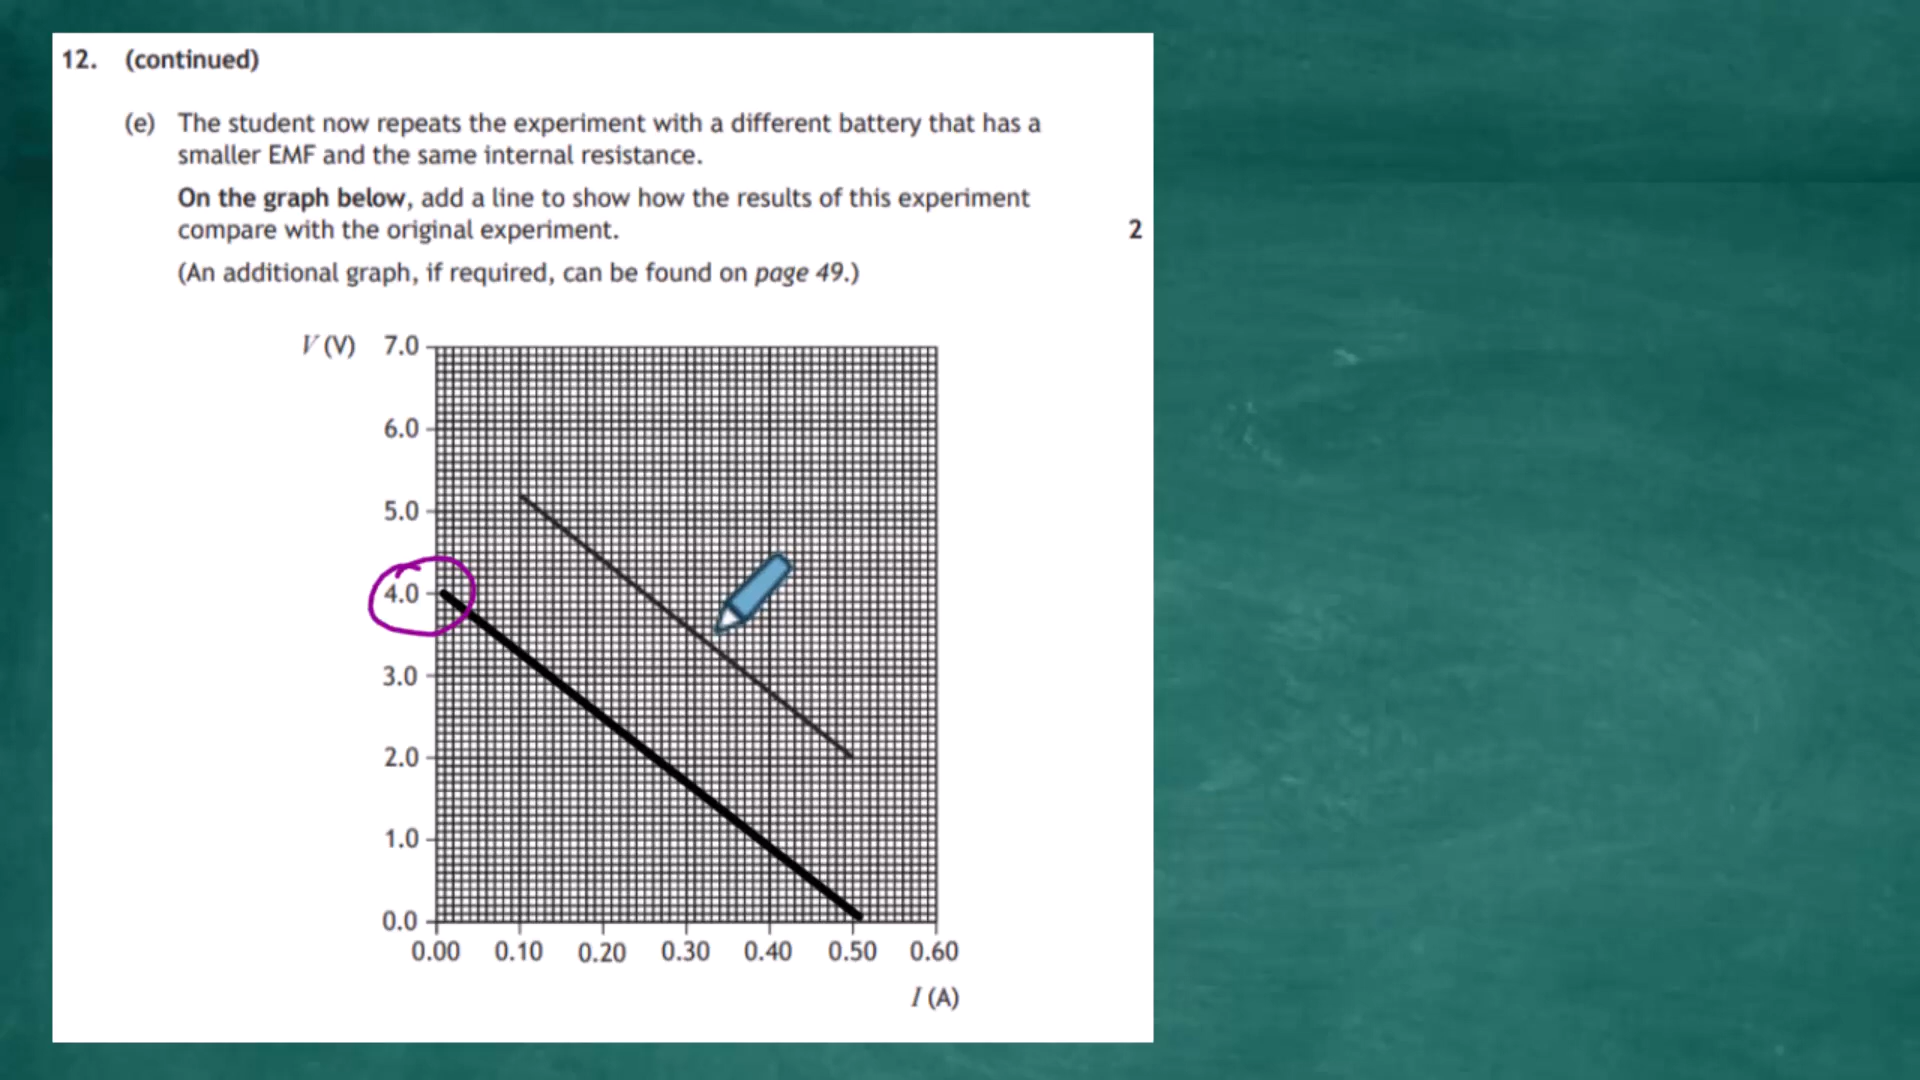 12. (continued)
(e) The student now repeats the experiment with a different battery that has a
smaller EMF and the same internal resistance.
On the graph below, add a line to show how the results of this experiment
compare with the original experiment.
2
(An additional graph, if required, can be found on page 49.)
V (V)
7.0
6.0
5.0
4.0
3.0
2.0
1.0
0.0
0.00 0.10 0.20 0.30 0.40 0.50 0.60
I (A)